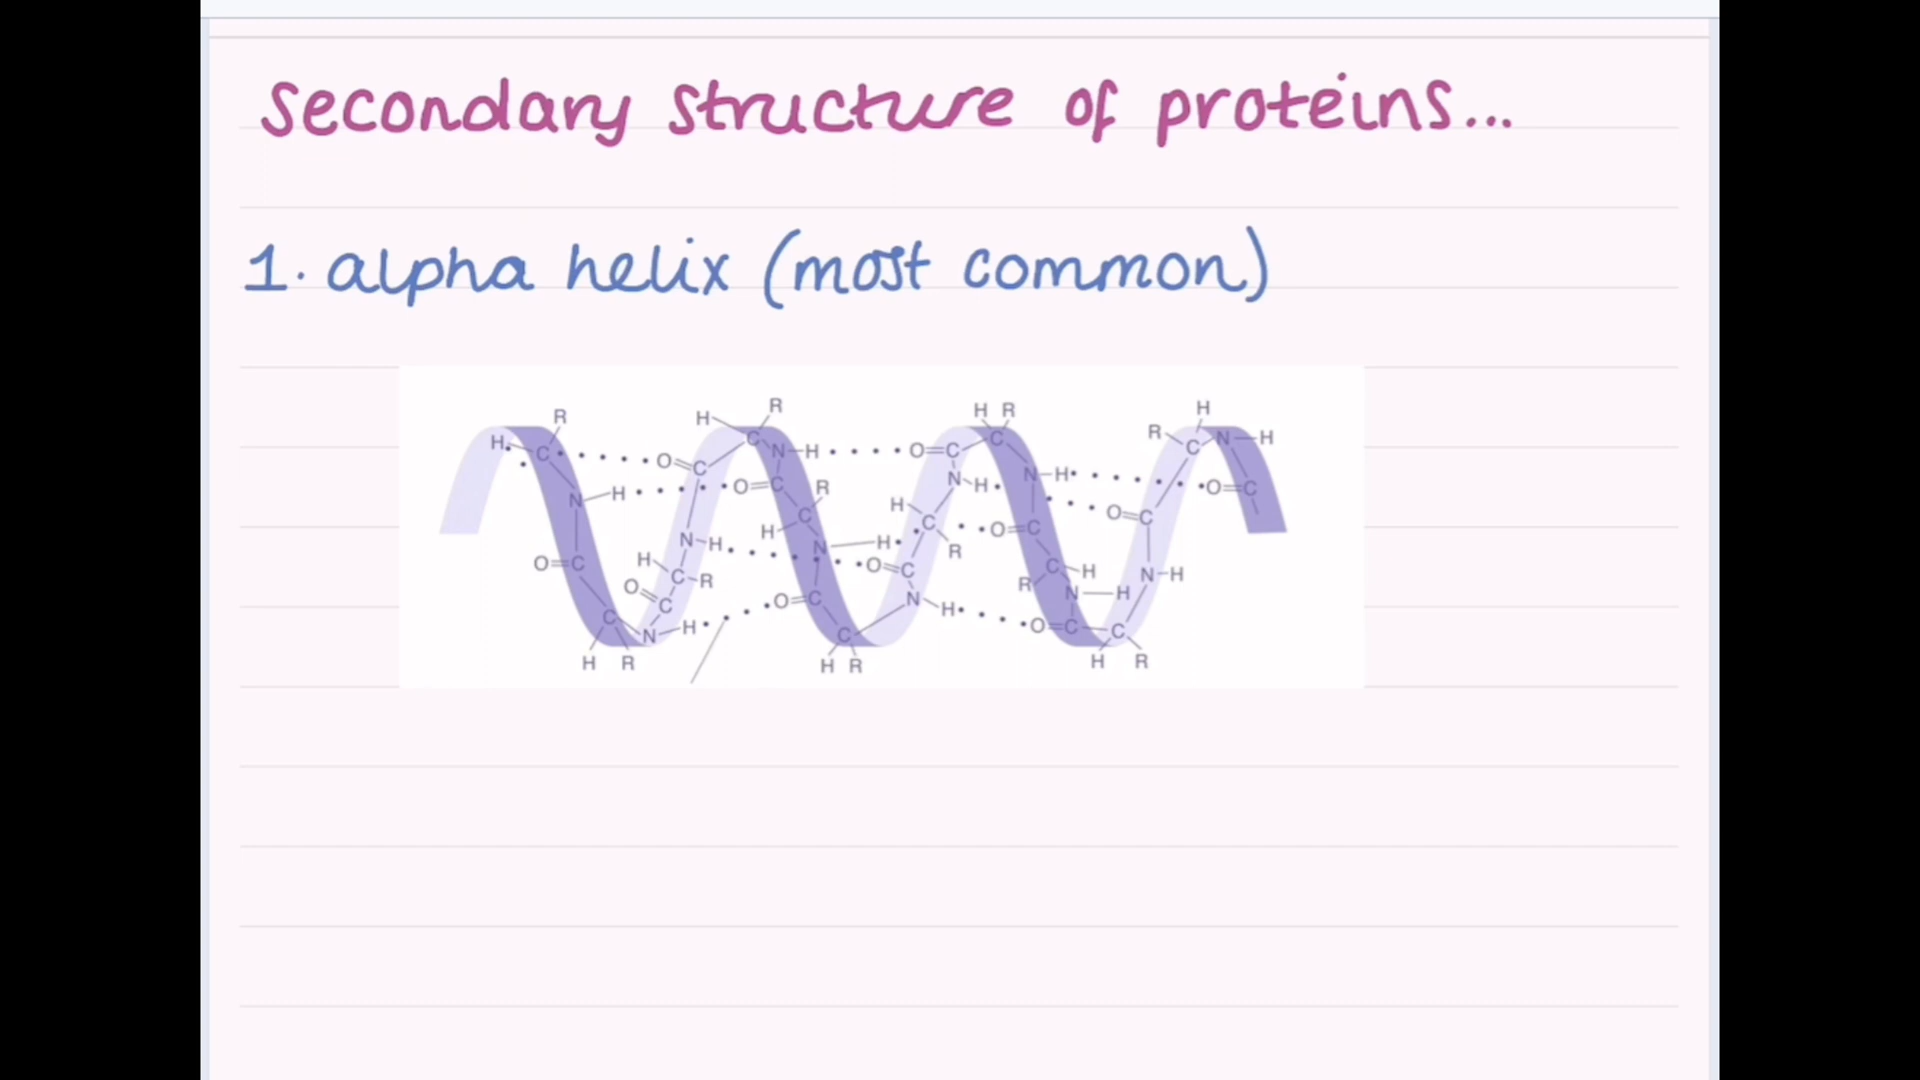 Secondary structure of proteins...
1. alpha helix (most common)
H R H R H R H R
H C O C C N H O C C N H R C N H
N H O C R N H N H O C
H C H C O C O C
N H H N H C R
O C H C R O C C H N H
O C R N H
C N H O C N H O C C
H R C H R H R